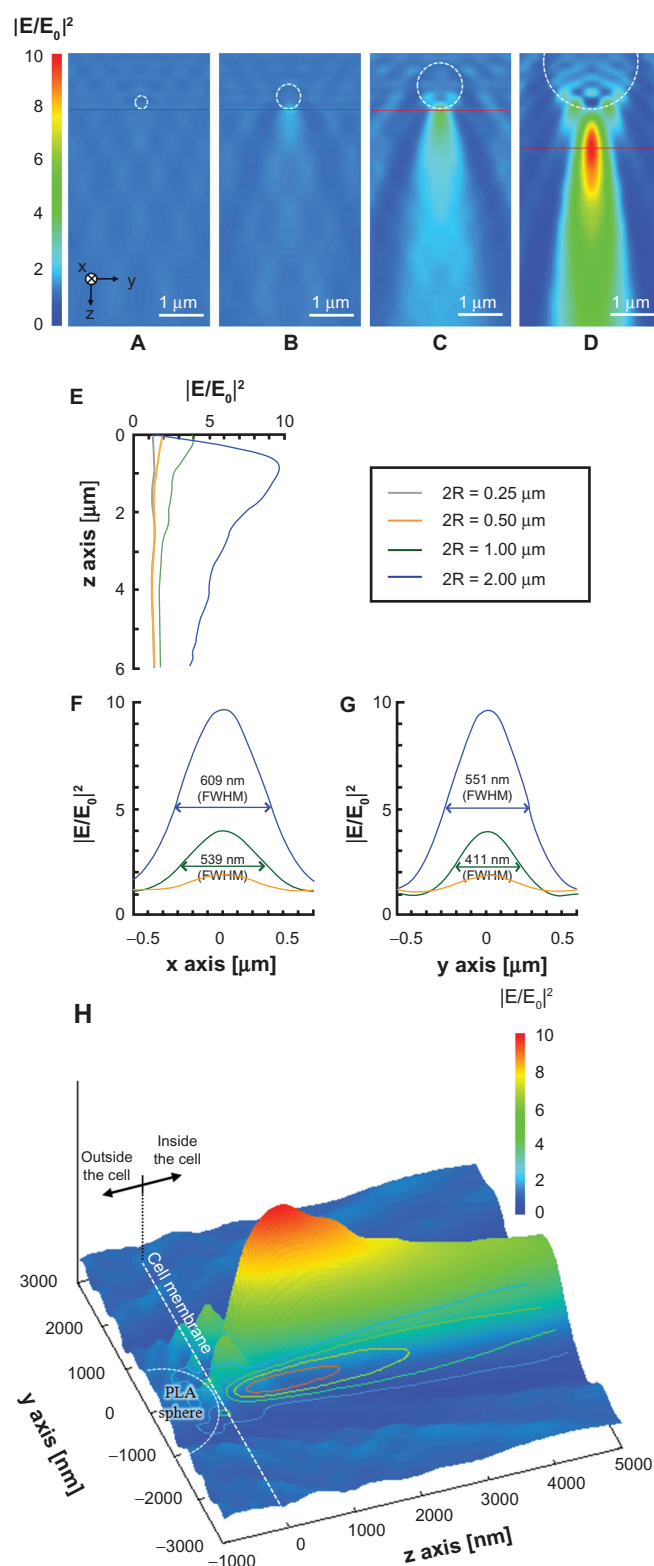 |E/E0|²
10
8
6
4
2
0
x
y
z
1 μm
1 μm
1 μm
1 μm
A
B
C
D
E
|E/E0|²
0
5
10
0
2
4
6
z axis [μm]
2R = 0.25 μm
2R = 0.50 μm
2R = 1.00 μm
2R = 2.00 μm
F
10
5
0
|E/E0|²
609 nm
(FWHM)
539 nm
(FWHM)
−0.5
0
0.5
x axis [μm]
G
10
5
0
|E/E0|²
551 nm
(FWHM)
411 nm
(FWHM)
−0.5
0
0.5
y axis [μm]
H
|E/E0|²
10
8
6
4
2
0
Outside
the cell
Inside
the cell
Cell membrane
PLA
sphere
3000
2000
1000
0
−1000
−2000
−3000
y axis [nm]
−1000
0
1000
2000
3000
4000
5000
z axis [nm]